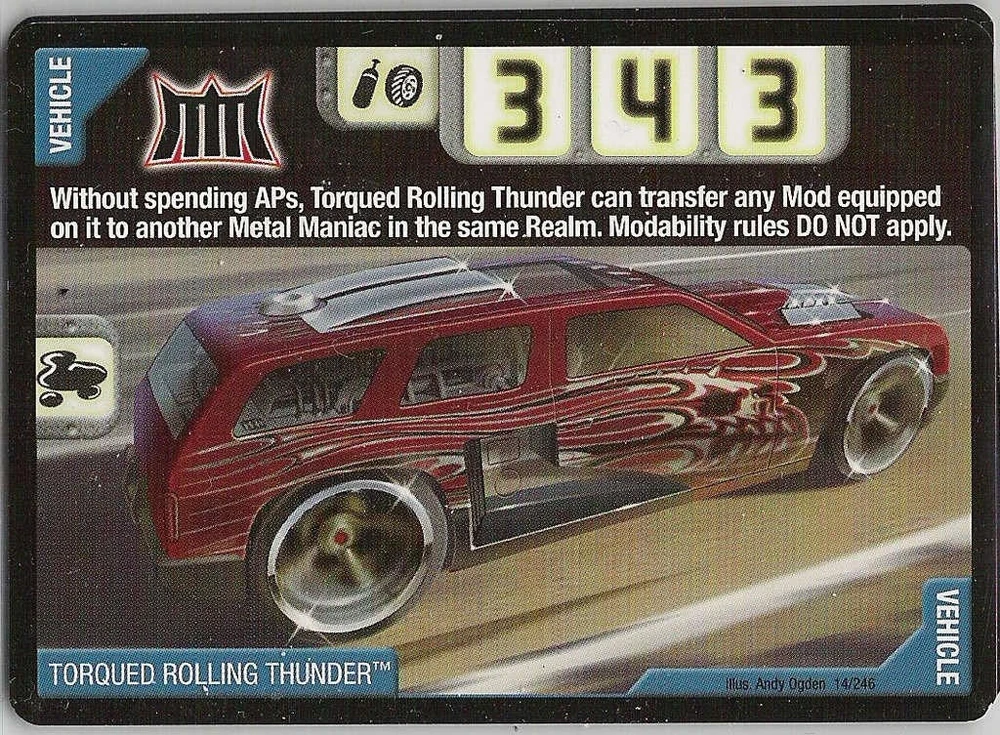 VEHICLE
3 4 3
Without spending APs, Torqued Rolling Thunder can transfer any Mod equipped
on it to another Metal Maniac in the same Realm. Modability rules DO NOT apply.
TORQUED ROLLING THUNDER™
Illus. Andy Ogden 14/246
VEHICLE